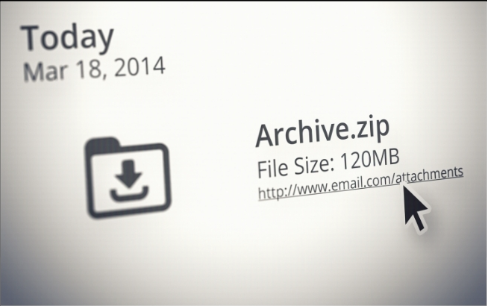 Today
Mar 18, 2014
Archive.zip
File Size: 120MB
http://www.email.com/attachments